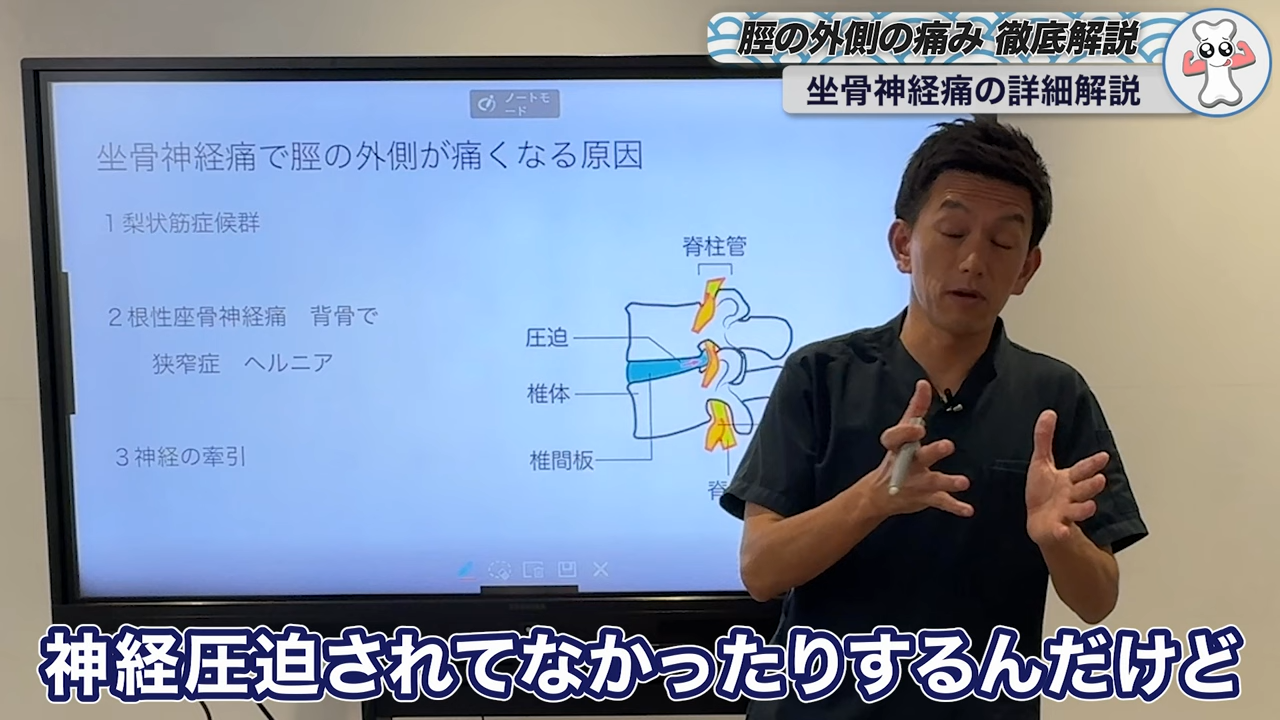 脛の外側の痛み 徹底解説
坐骨神経痛の詳細解説
ノートモ
ード
坐骨神経痛で脛の外側が痛くなる原因
1梨状筋症候群
2根性座骨神経痛　背骨で
狭窄症　ヘルニア
3神経の牽引
脊柱管
圧迫
椎体
椎間板
脊
神経圧迫されてなかったりするんだけど